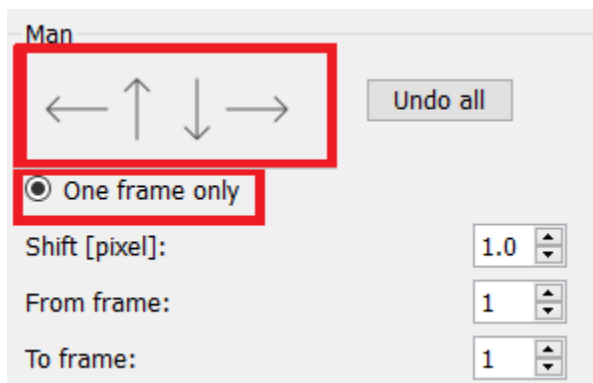 Man
← ↑ ↓ →
Undo all
One frame only
Shift [pixel]: 1.0
From frame: 1
To frame: 1